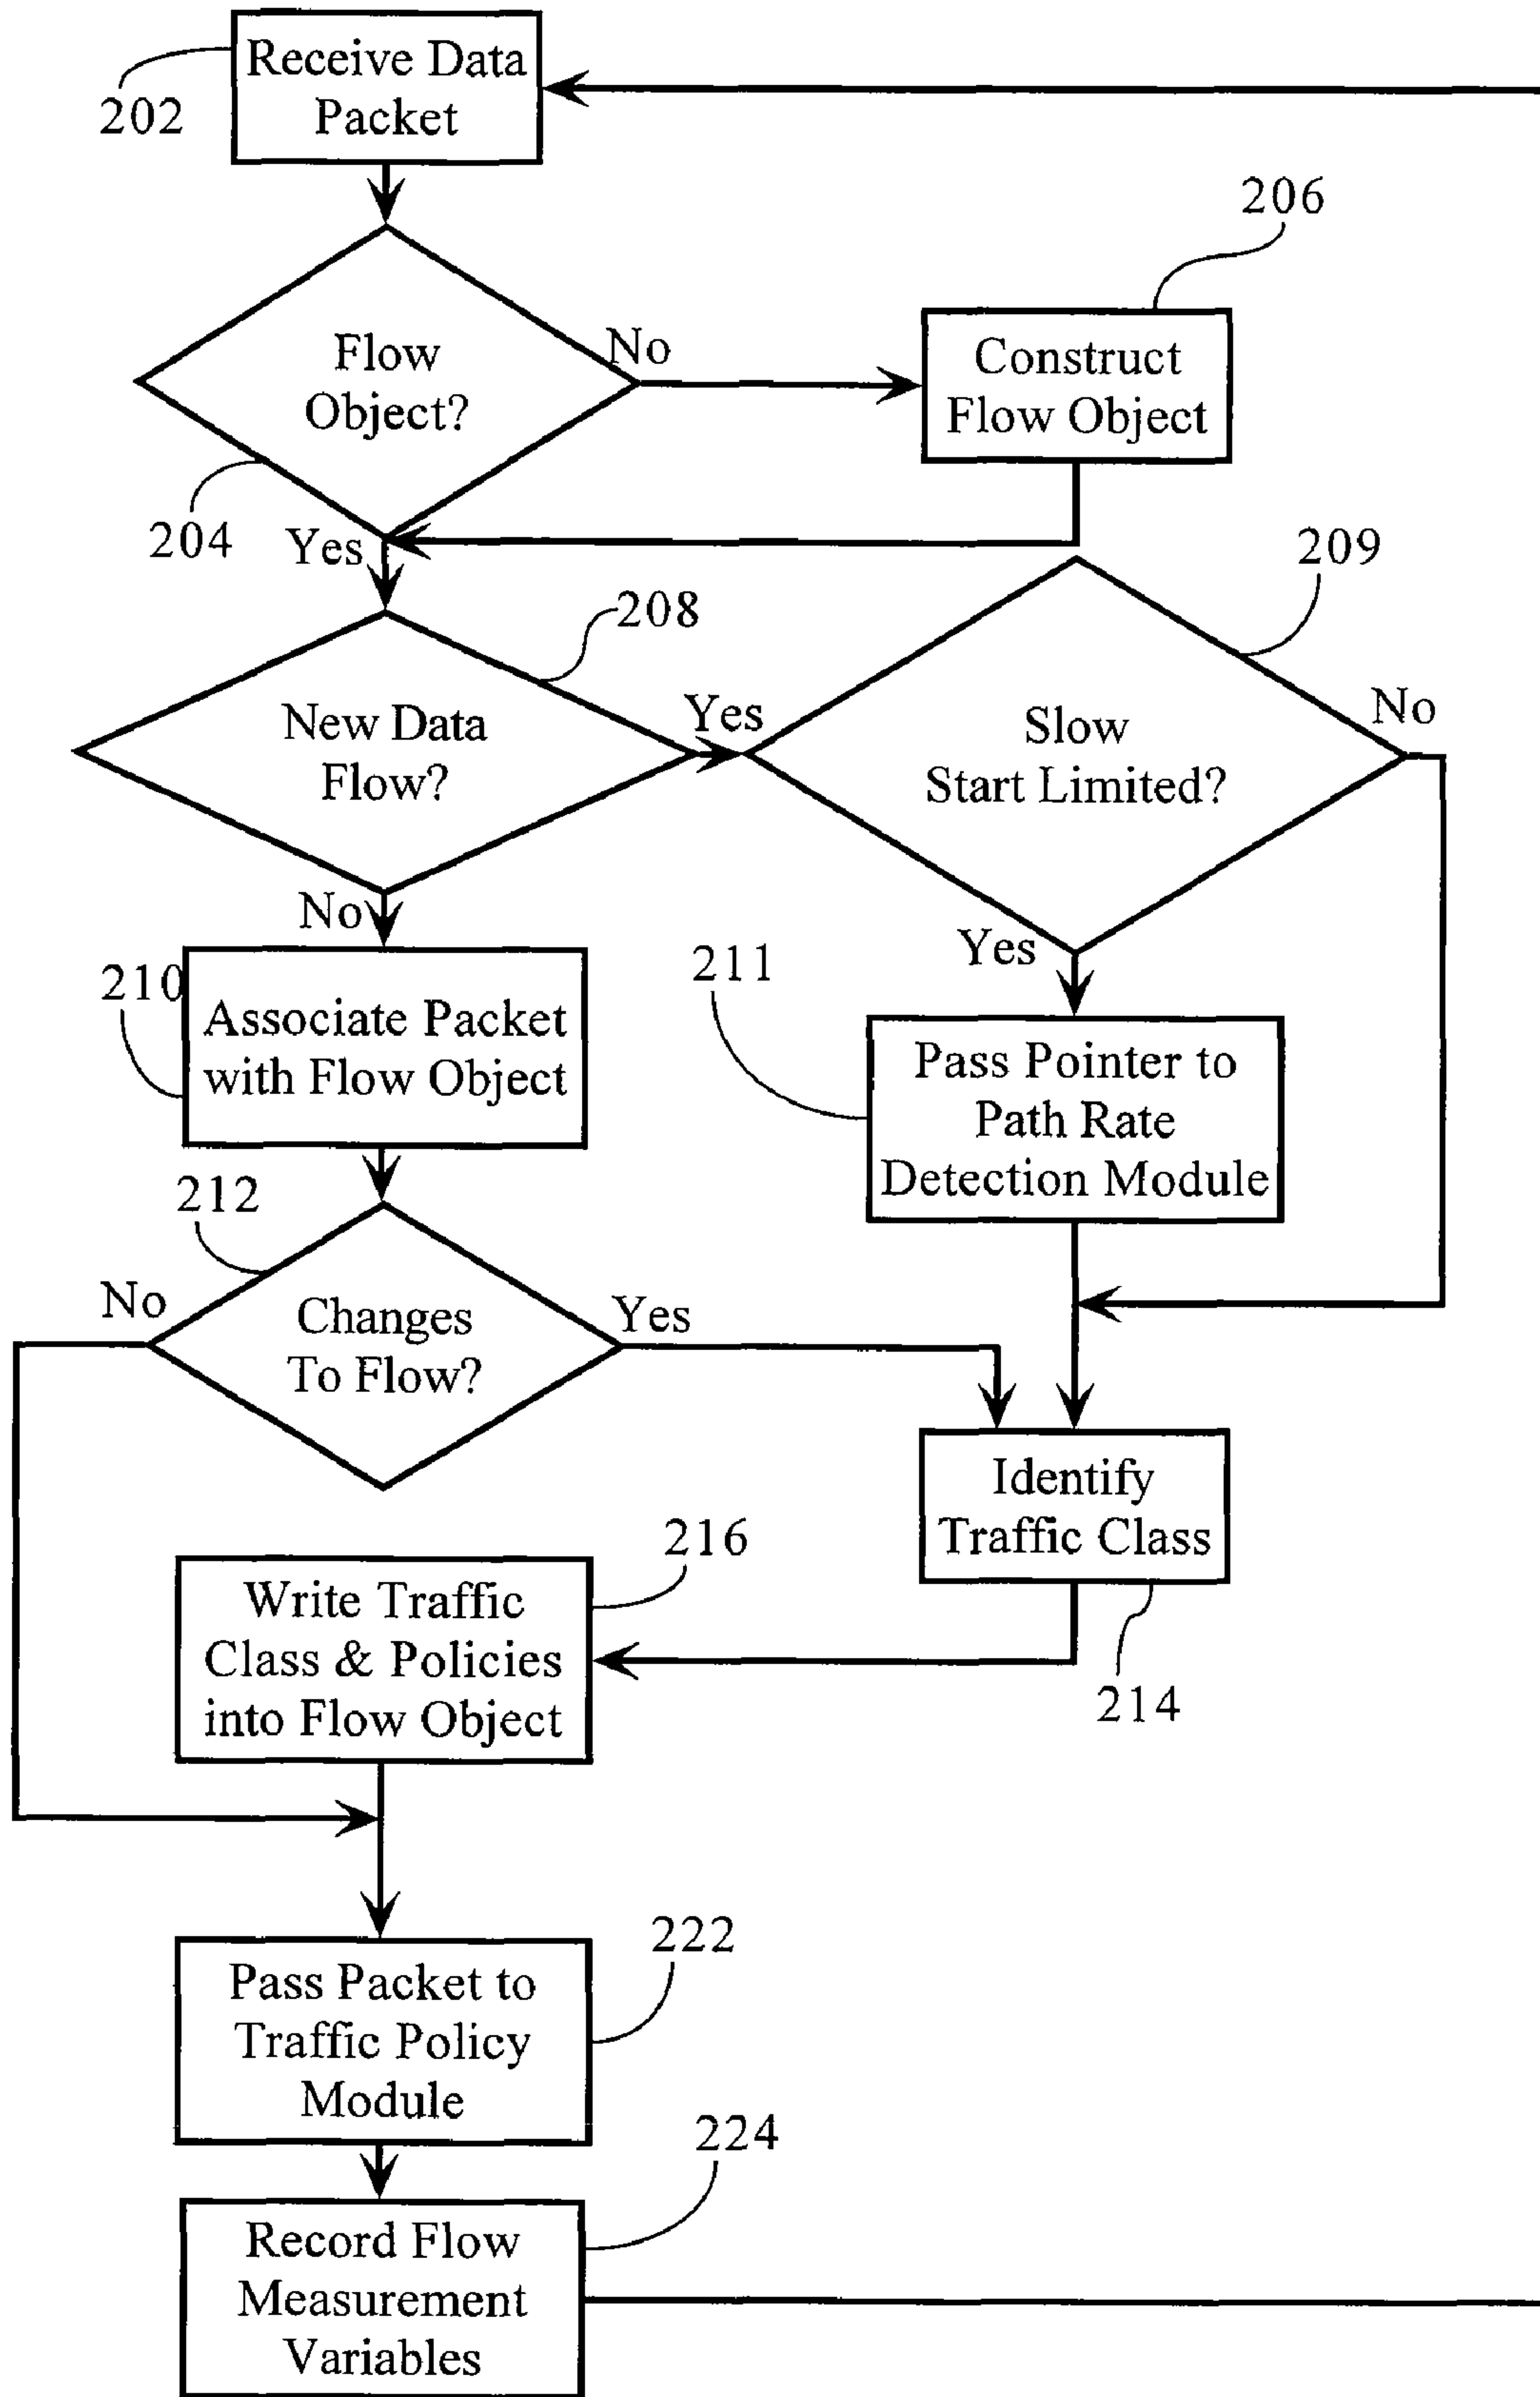 Receive Data
Packet
202
206
Flow
Object?
No
Construct
Flow Object
204
Yes
209
208
New Data
Flow?
Yes
Slow
Start Limited?
No
No
Yes
210
Associate Packet
with Flow Object
211
Pass Pointer to
Path Rate
Detection Module
212
No
Changes
To Flow?
Yes
Identify
Traffic Class
214
216
Write Traffic
Class & Policies
into Flow Object
222
Pass Packet to
Traffic Policy
Module
224
Record Flow
Measurement
Variables